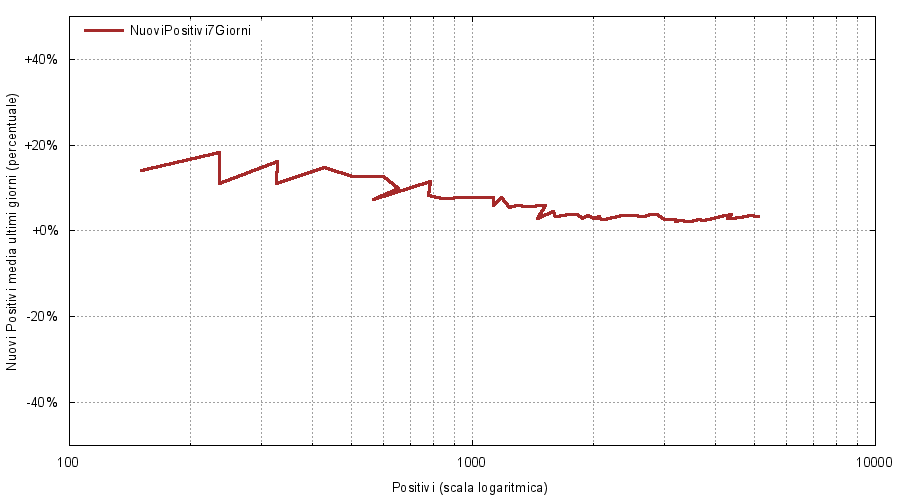 NuoviPositivi7Giorni
+40%
+20%
+0%
-20%
-40%
Nuovi Positivi media ultimi giorni (percentuale)
100
1000
10000
Positivi (scala logaritmica)